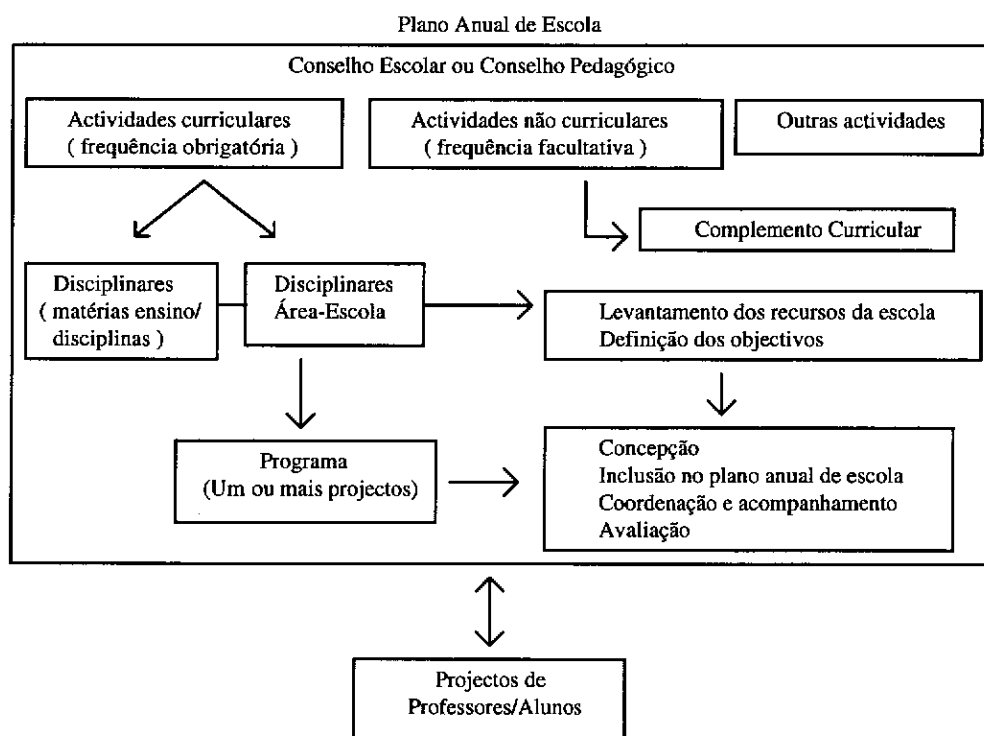 Plano Anual de Escola
Conselho Escolar ou Conselho Pedagógico
Actividades curriculares
( frequência obrigatória )
Actividades não curriculares
( frequência facultativa )
Outras actividades
Complemento Curricular
Disciplinares
( matérias ensino/
disciplinas )
Disciplinares
Área-Escola
Levantamento dos recursos da escola
Definição dos objectivos
Programa
(Um ou mais projectos)
Concepção
Inclusão no plano anual de escola
Coordenação e acompanhamento
Avaliação
Projectos de
Professores/Alunos